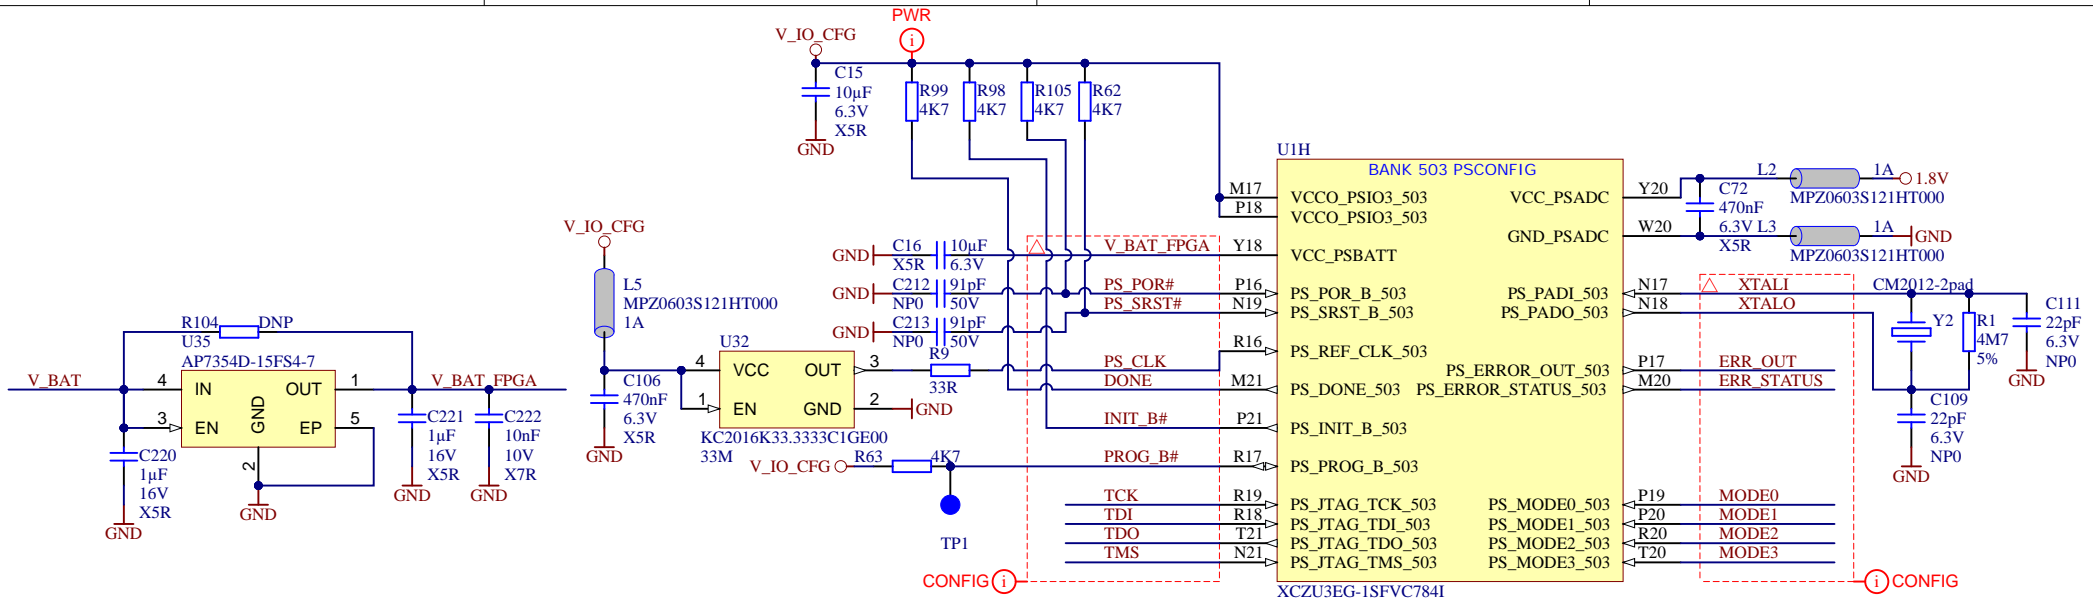 PWR
i
V_IO_CFG
C15
10µF
6.3V
X5R
GND
R99
4K7
R98
4K7
R105
4K7
R62
4K7
U1H
BANK 503 PSCONFIG
M17
P18
VCCO_PSIO3_503
VCCO_PSIO3_503
VCC_PSADC
Y20
L2
1A
1.8V
MPZ0603S121HT000
C72
470nF
6.3V
X5R
GND_PSADC
W20
L3
1A
GND
MPZ0603S121HT000
V_IO_CFG
L5
MPZ0603S121HT000
1A
GND
C16
10µF
X5R
6.3V
V_BAT_FPGA
Y18
VCC_PSBATT
GND
C212
91pF
NP0
50V
PS_POR#
P16
PS_POR_B_503
PS_SRST#
N19
PS_SRST_B_503
GND
C213
91pF
NP0
50V
PS_PADI_503
N17
XTALI
CM2012-2pad
PS_PADO_503
N18
XTALO
Y2
R1
4M7
5%
C111
22pF
6.3V
NP0
GND
R104
DNP
U35
AP7354D-15FS4-7
V_BAT
4
IN
OUT
1
V_BAT_FPGA
GND
3
EN
EP
5
2
GND
C220
1µF
16V
X5R
GND
C221
1µF
16V
X5R
GND
C222
10nF
10V
X7R
GND
C106
470nF
6.3V
X5R
GND
U32
4
VCC
OUT
3
1
EN
GND
2
GND
KC2016K33.3333C1GE00
33M
R9
33R
PS_CLK
R16
PS_REF_CLK_503
DONE
M21
PS_DONE_503
INIT_B#
P21
PS_INIT_B_503
V_IO_CFG
R63
4K7
PROG_B#
R17
PS_PROG_B_503
TP1
PS_ERROR_OUT_503
P17
ERR_OUT
PS_ERROR_STATUS_503
M20
ERR_STATUS
C109
22pF
6.3V
NP0
GND
TCK
R19
PS_JTAG_TCK_503
TDI
R18
PS_JTAG_TDI_503
TDO
T21
PS_JTAG_TDO_503
TMS
N21
PS_JTAG_TMS_503
PS_MODE0_503
P19
MODE0
PS_MODE1_503
P20
MODE1
PS_MODE2_503
R20
MODE2
PS_MODE3_503
T20
MODE3
CONFIG i
i CONFIG
XCZU3EG-1SFVC784I